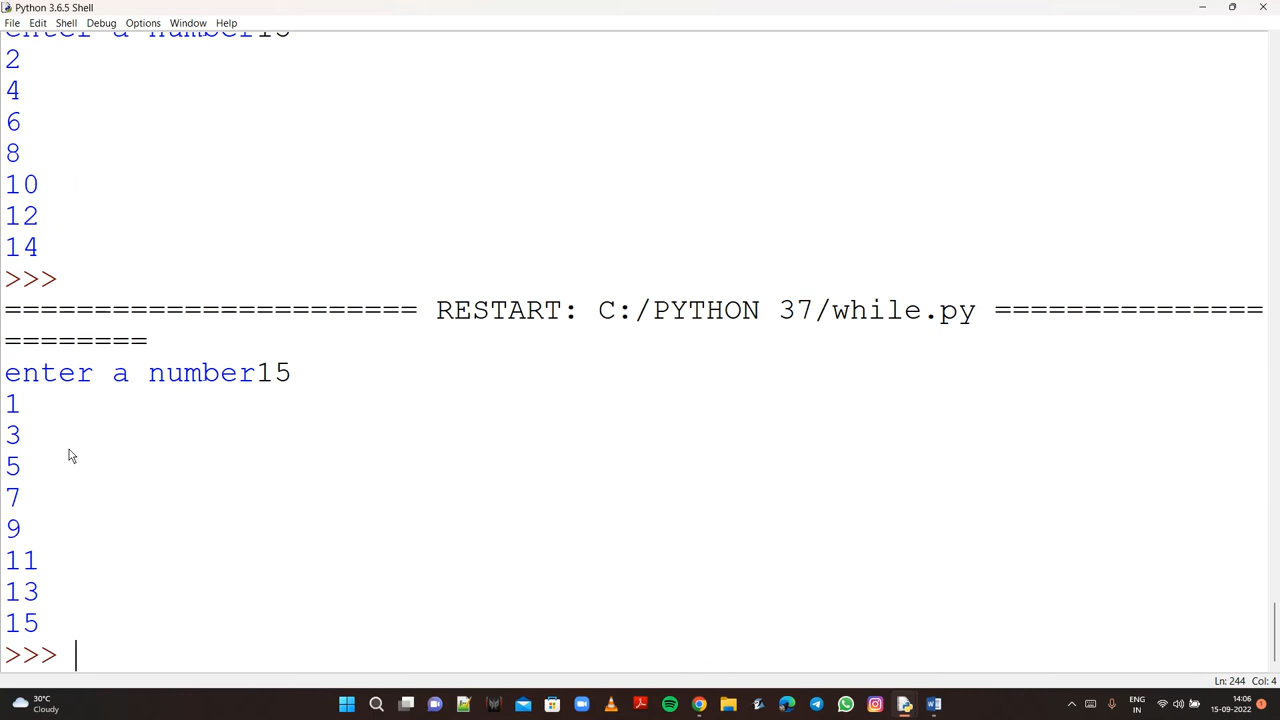 Python 3.6.5 Shell
File Edit Shell Debug Options Window Help
enter a number15
2
4
6
8
10
12
14
>>>
======================= RESTART: C:/PYTHON 37/while.py ===============
========
enter a number15
1
3
5
7
9
11
13
15
>>>
Ln: 244 Col: 4
30°C
Cloudy
ENG
IN
14:06
15-09-2022